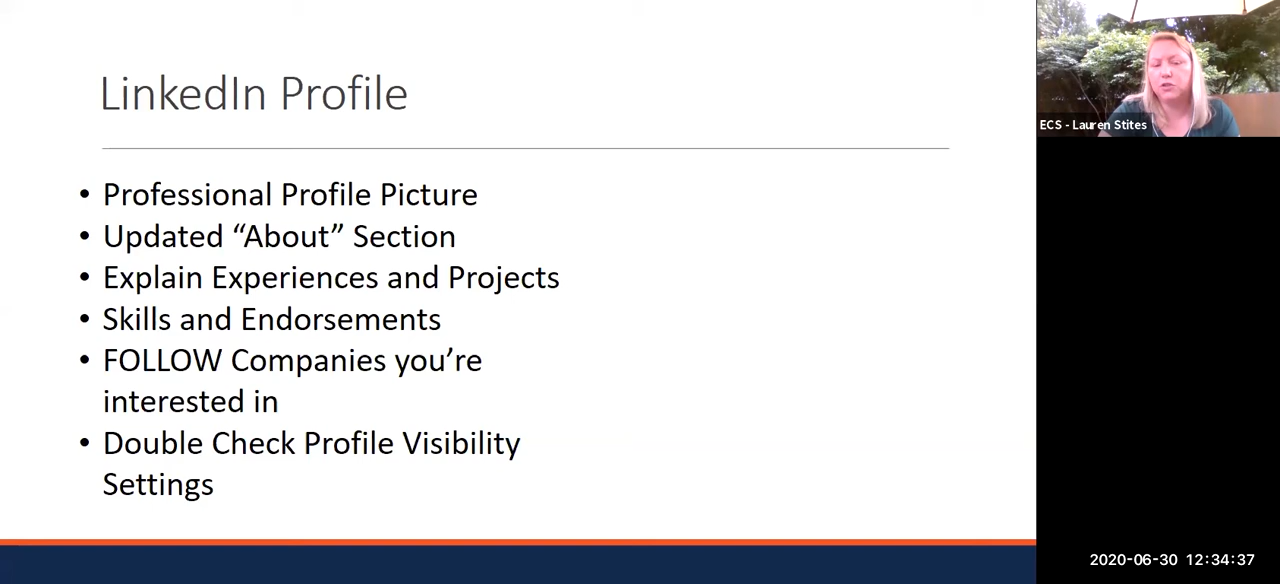 LinkedIn Profile
• Professional Profile Picture
• Updated “About” Section
• Explain Experiences and Projects
• Skills and Endorsements
• FOLLOW Companies you’re
interested in
• Double Check Profile Visibility
Settings
ECS - Lauren Stites
2020-06-30 12:34:37